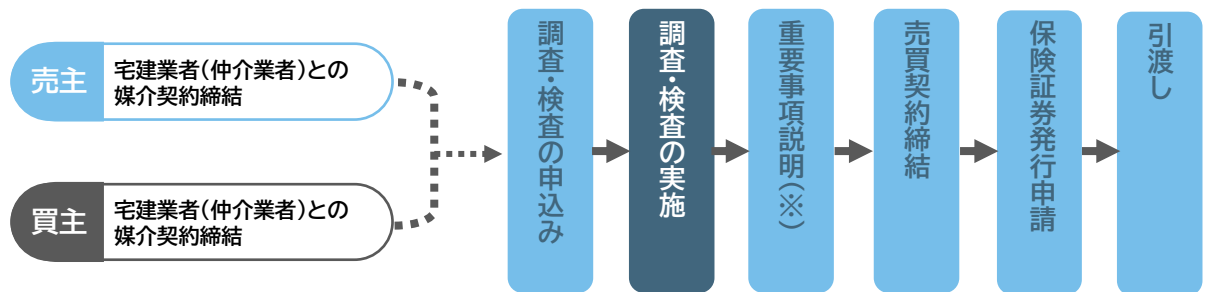 売主
宅建業者(仲介業者)との
媒介契約締結
買主
宅建業者(仲介業者)との
媒介契約締結
調査・検査の申込み
調査・検査の実施
重要事項説明(※)
売買契約締結
保険証券発行申請
引渡し